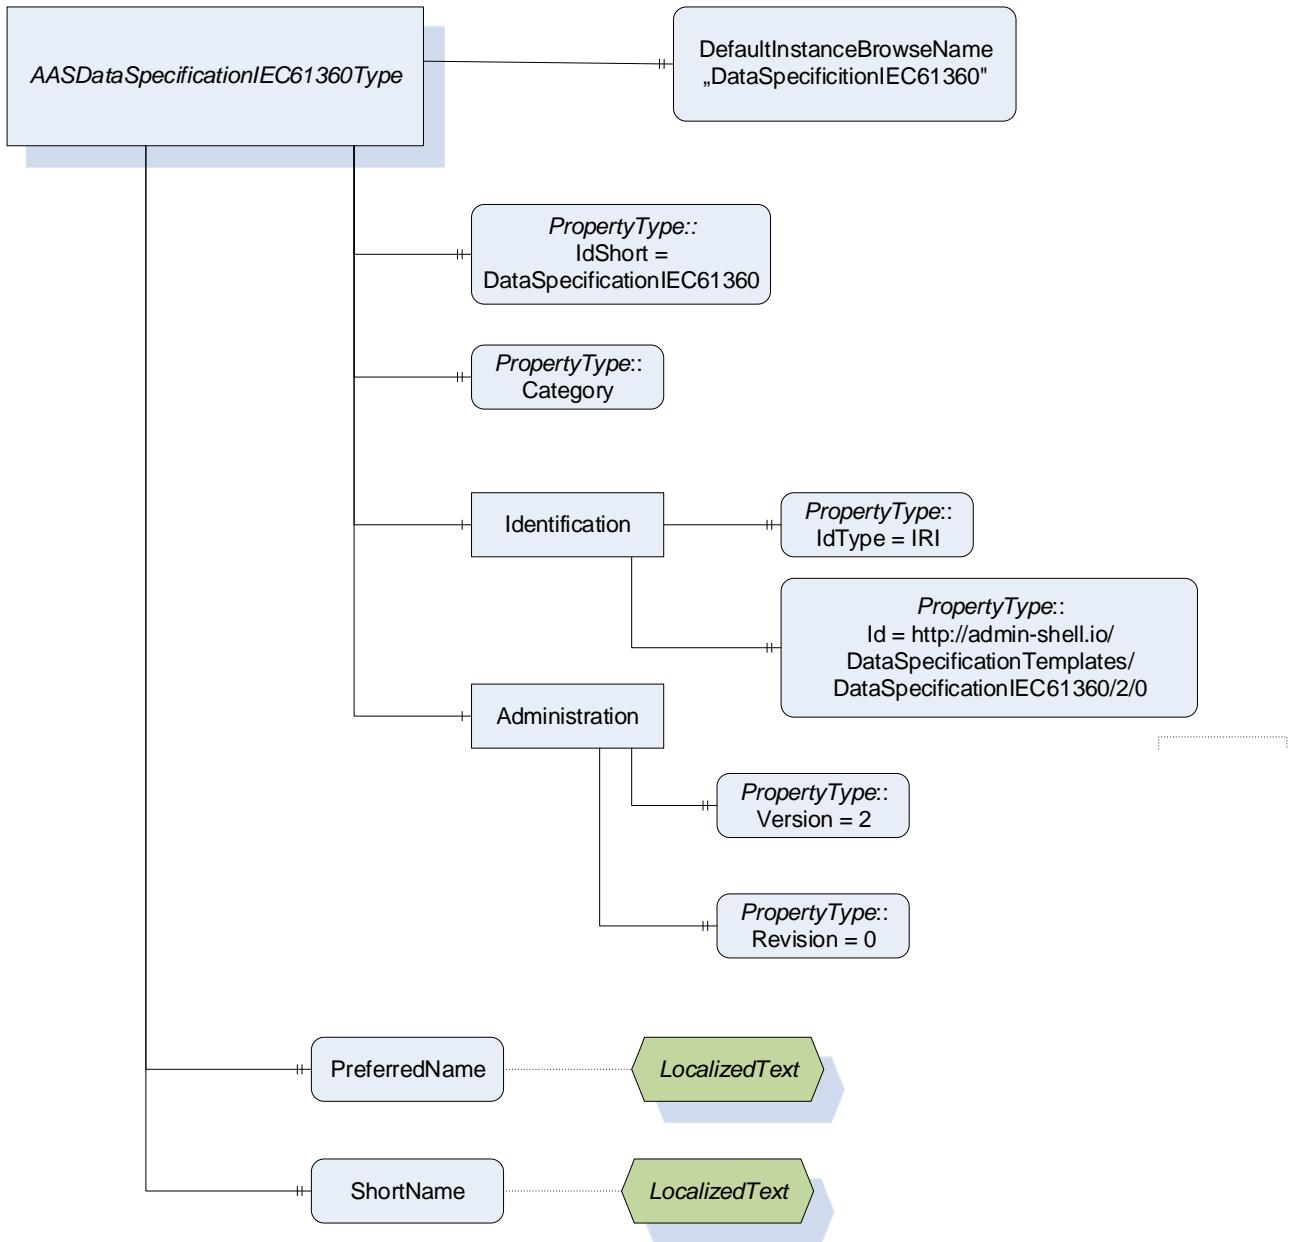 AASDataSpecificationIEC61360Type
DefaultInstanceBrowseName
„DataSpecificitionIEC61360"
PropertyType::
IdShort =
DataSpecificationIEC61360
PropertyType::
Category
Identification
PropertyType::
IdType = IRI
PropertyType::
Id = http://admin-shell.io/
DataSpecificationTemplates/
DataSpecificationIEC61360/2/0
Administration
PropertyType::
Version = 2
PropertyType::
Revision = 0
PreferredName
LocalizedText
ShortName
LocalizedText